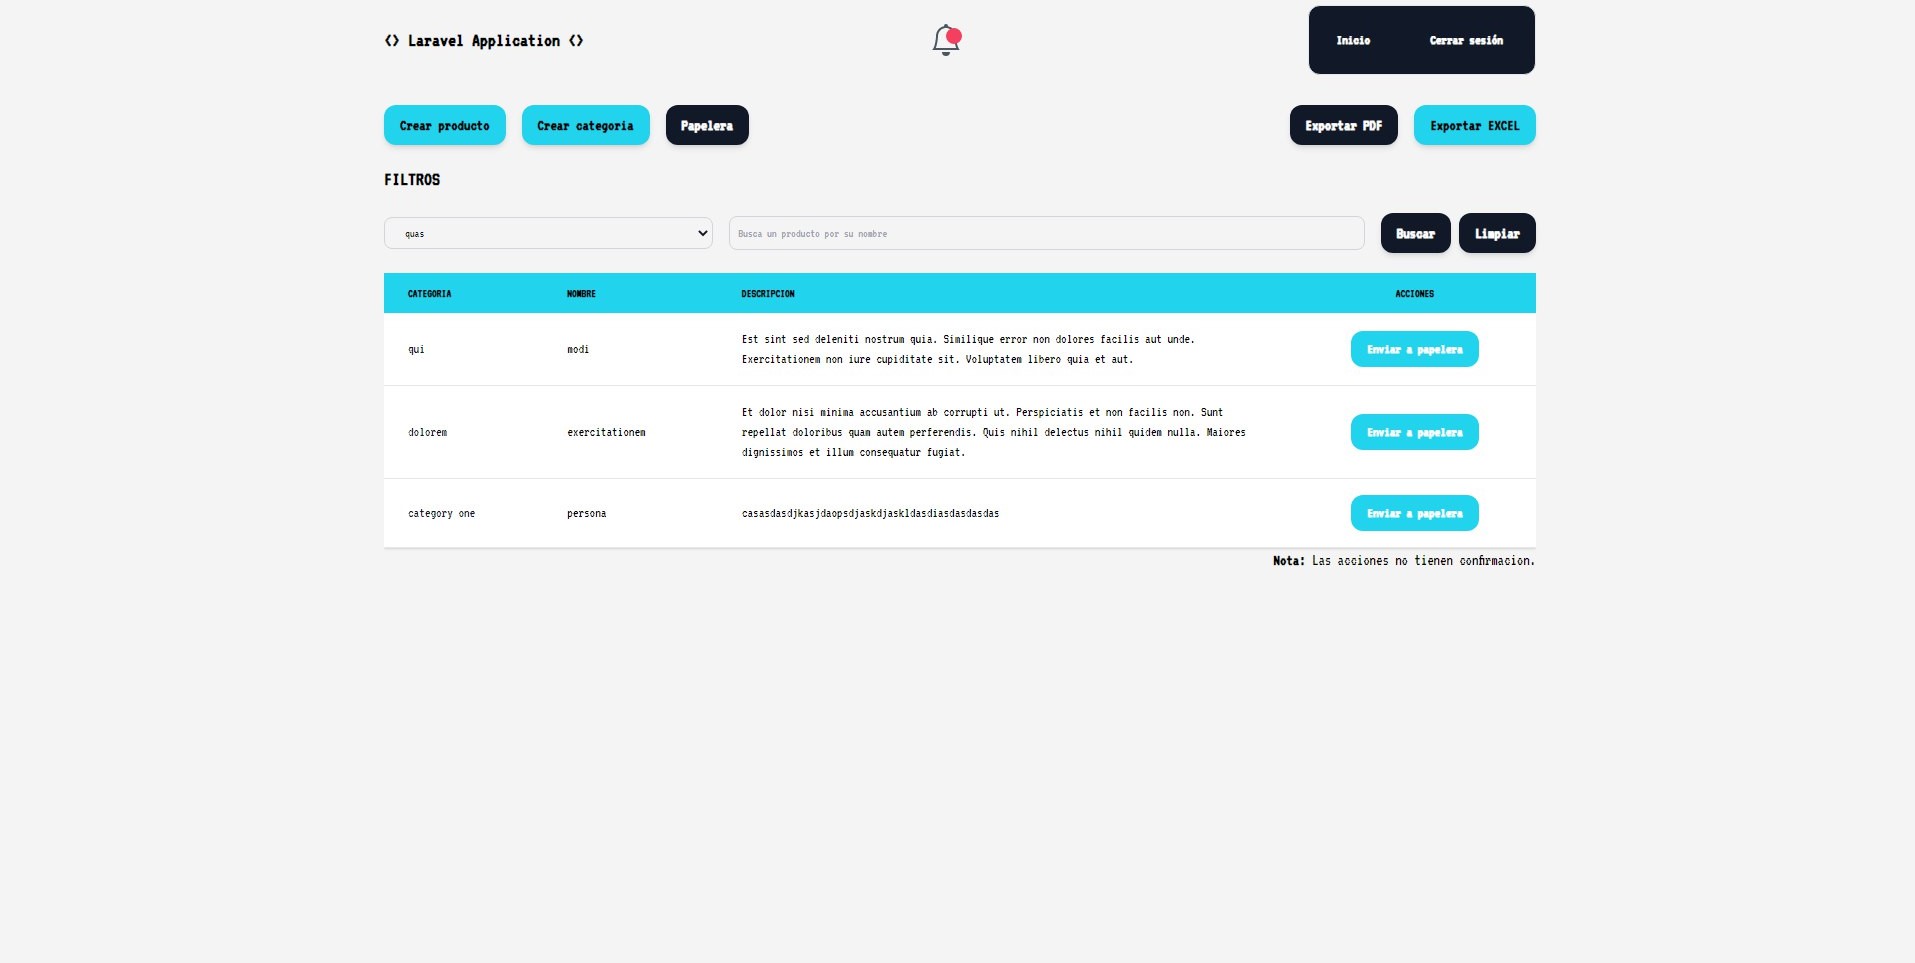 <> Laravel Application <>
Inicio
Cerrar sesión
Crear producto
Crear categoria
Papelera
Exportar PDF
Exportar EXCEL
FILTROS
quas
Busca un producto por su nombre
Buscar
Limpiar
CATEGORIA
NOMBRE
DESCRIPCION
ACCIONES
qui
modi
Est sint sed deleniti nostrum quia. Similique error non dolores facilis aut unde.
Exercitationem non iure cupiditate sit. Voluptatem libero quia et aut.
Enviar a papelera
dolorem
exercitationem
Et dolor nisi minima accusantium ab corrupti ut. Perspiciatis et non facilis non. Sunt
repellat doloribus quam autem perferendis. Quis nihil delectus nihil quidem nulla. Maiores
dignissimos et illum consequatur fugiat.
Enviar a papelera
category one
persona
casasdasdjkasjdaopsdjaskdjaskldasdiasdasdasdas
Enviar a papelera
Nota: Las acciones no tienen confirmacion.